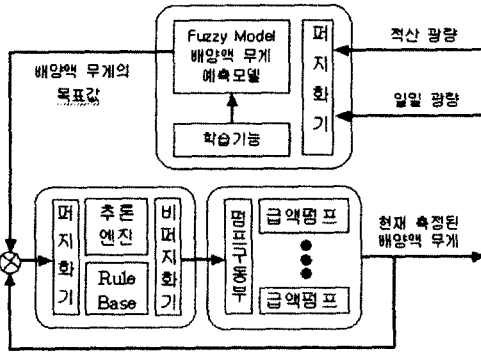 Fuzzy Model
배양액 무게
예측모델
학습기능
퍼지화기
적산 광량
일일 광량
배양액 무게의
목표값
퍼지화기
추론
엔진
Rule
Base
비퍼지화기
펌프구동부
급액펌프
급액펌프
현재 측정된
배양액 무게